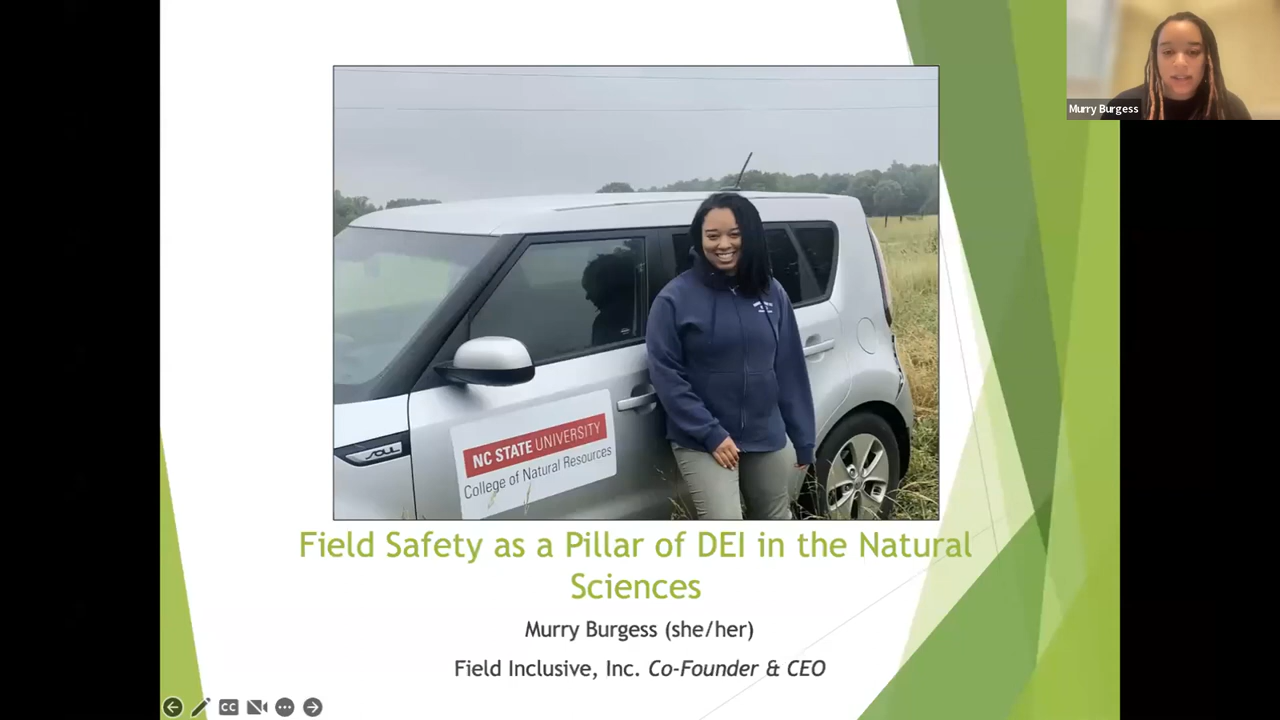 Murry Burgess
SOUL
NC STATE UNIVERSITY
College of Natural Resources
Field Safety as a Pillar of DEI in the Natural
Sciences
Murry Burgess (she/her)
Field Inclusive, Inc. Co-Founder & CEO
CC